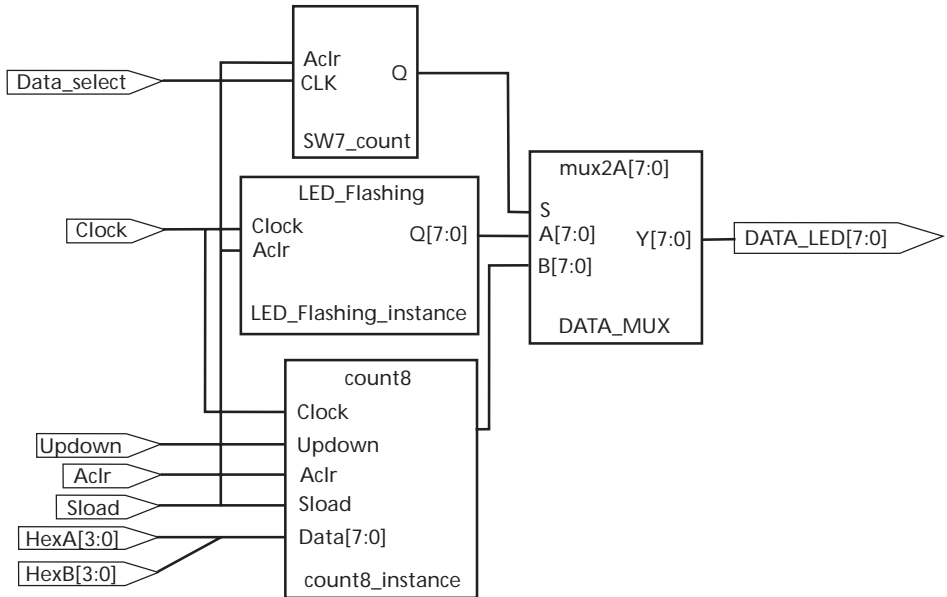 Data_select
Aclr
CLK
Q
SW7_count
Clock
LED_Flashing
Clock
Aclr
Q[7:0]
LED_Flashing_instance
mux2A[7:0]
S
A[7:0]
B[7:0]
Y[7:0]
DATA_MUX
DATA_LED[7:0]
count8
Clock
Updown
Updown
Aclr
Aclr
Sload
Sload
HexA[3:0]
Data[7:0]
HexB[3:0]
count8_instance